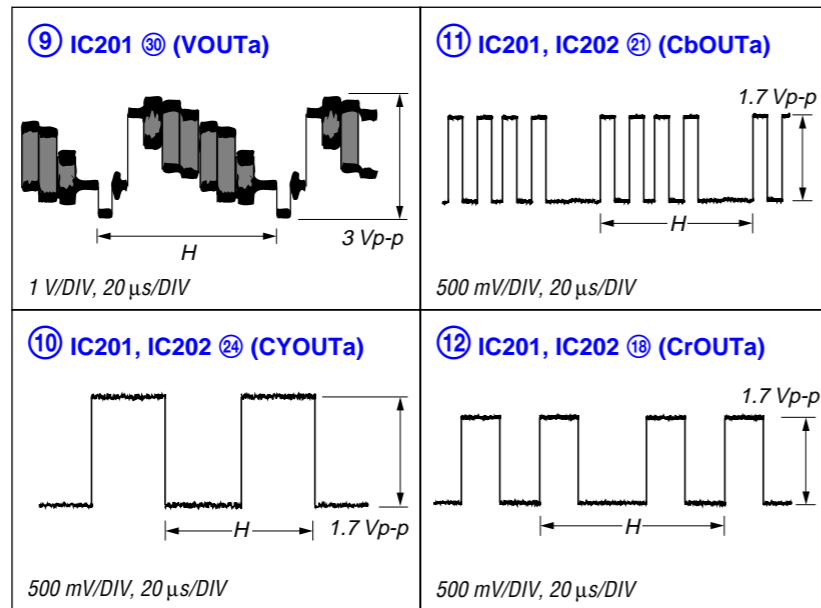 ⑨ IC201 ㉚ (VOUTa)
H
3 Vp-p
1 V/DIV, 20 µs/DIV
⑪ IC201, IC202 ㉑ (CbOUTa)
1.7 Vp-p
H
500 mV/DIV, 20 µs/DIV
⑩ IC201, IC202 ㉔ (CYOUTa)
H
1.7 Vp-p
500 mV/DIV, 20 µs/DIV
⑫ IC201, IC202 ⑱ (CrOUTa)
1.7 Vp-p
H
500 mV/DIV, 20 µs/DIV